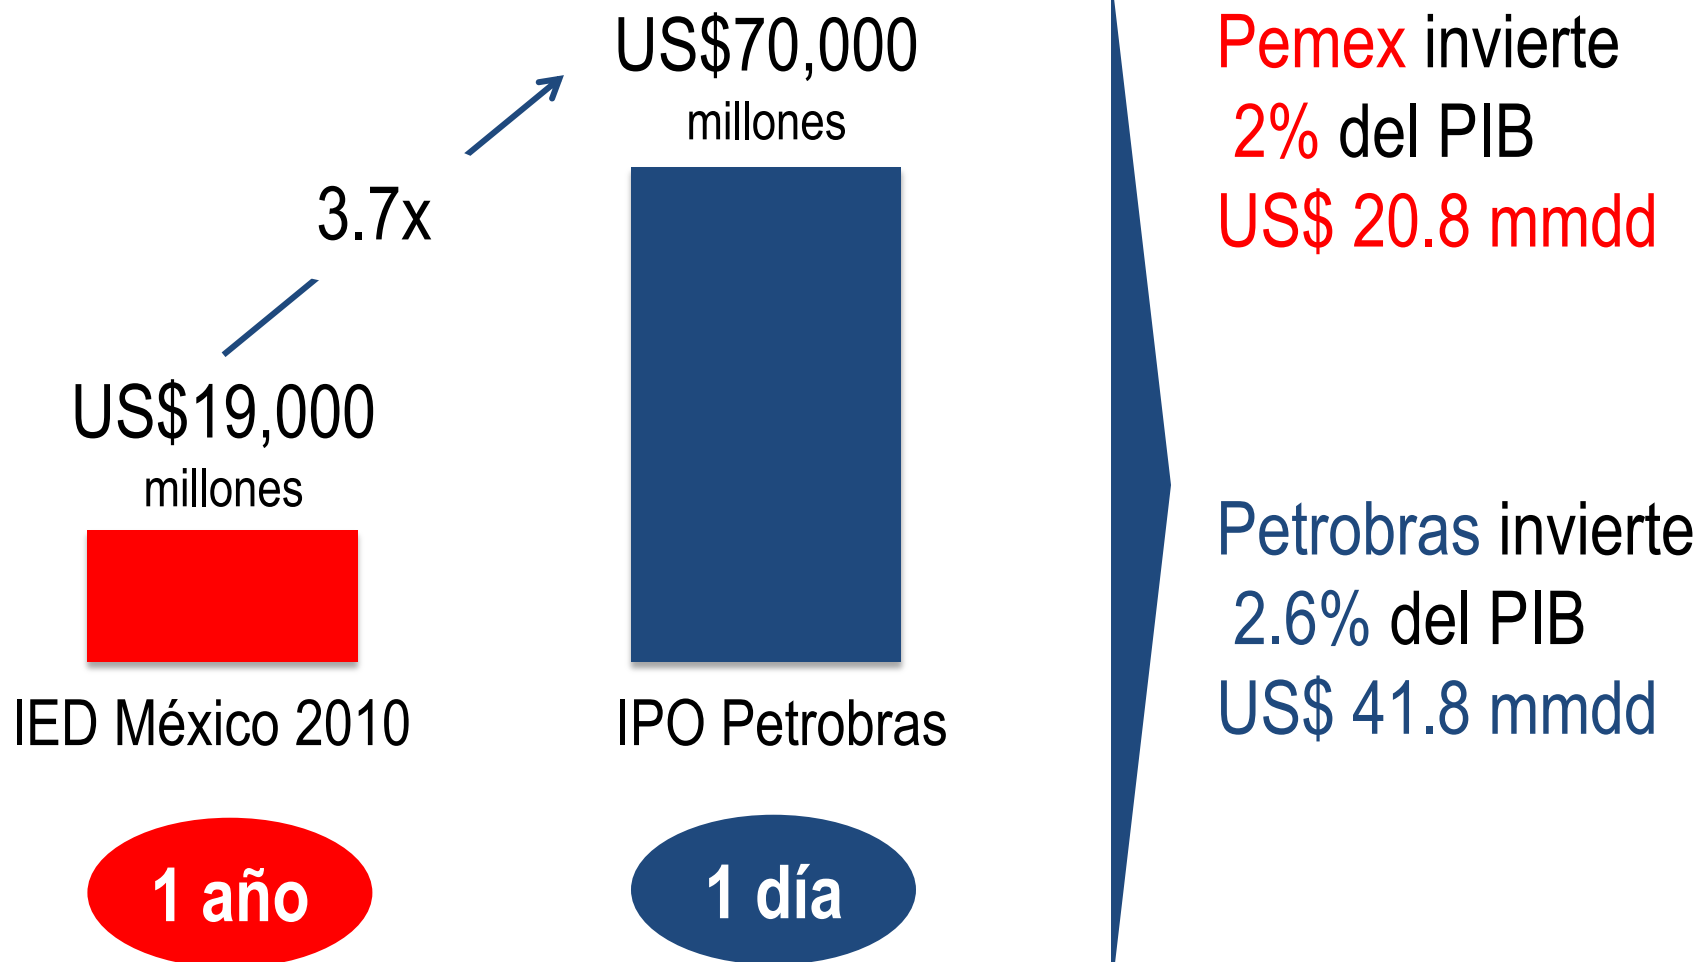 US$70,000
millones
3.7x
US$19,000
millones
IED México 2010
IPO Petrobras
1 año
1 día
Pemex invierte
2% del PIB
US$ 20.8 mmdd
Petrobras invierte
2.6% del PIB
US$ 41.8 mmdd